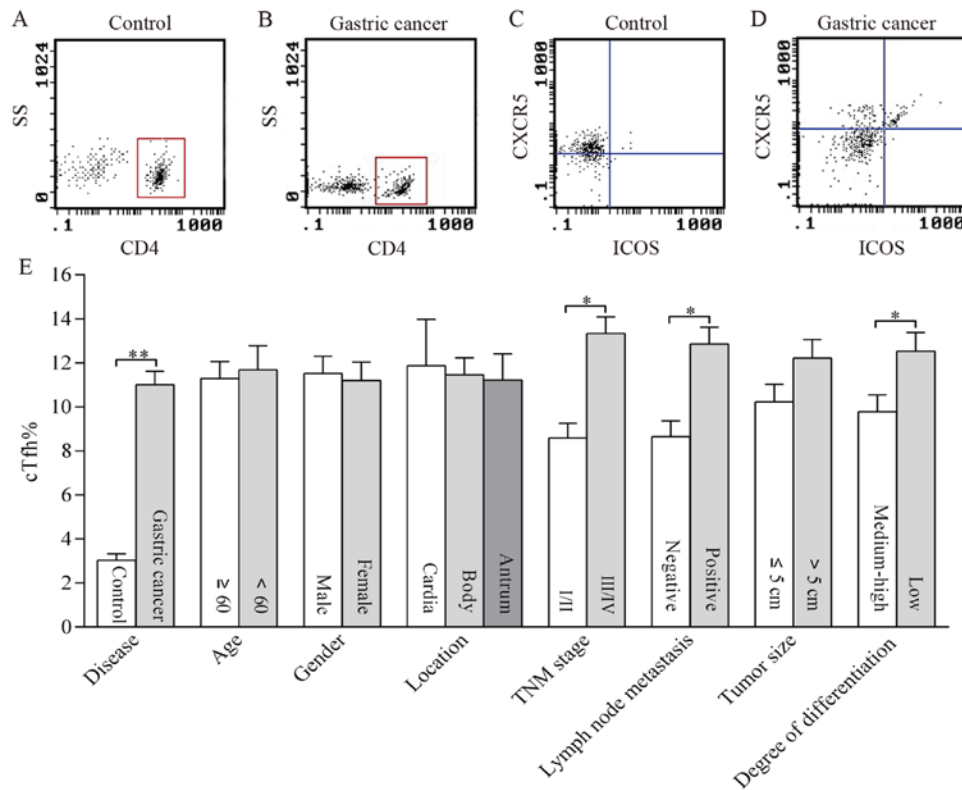 A
Control
SS
1024
0
.1
1000
CD4
B
Gastric cancer
SS
1024
0
.1
1000
CD4
C
Control
CXCR5
1000
.1
.1
1000
ICOS
D
Gastric cancer
CXCR5
1000
.1
.1
1000
ICOS
E
cTfh%
16
14
12
10
8
6
4
2
0
**
*
*
*
Control
Gastric cancer
≥ 60
< 60
Male
Female
Cardia
Body
Antrum
I/II
III/IV
Negative
Positive
≤ 5 cm
> 5 cm
Medium-high
Low
Disease
Age
Gender
Location
TNM stage
Lymph node metastasis
Tumor size
Degree of differentiation